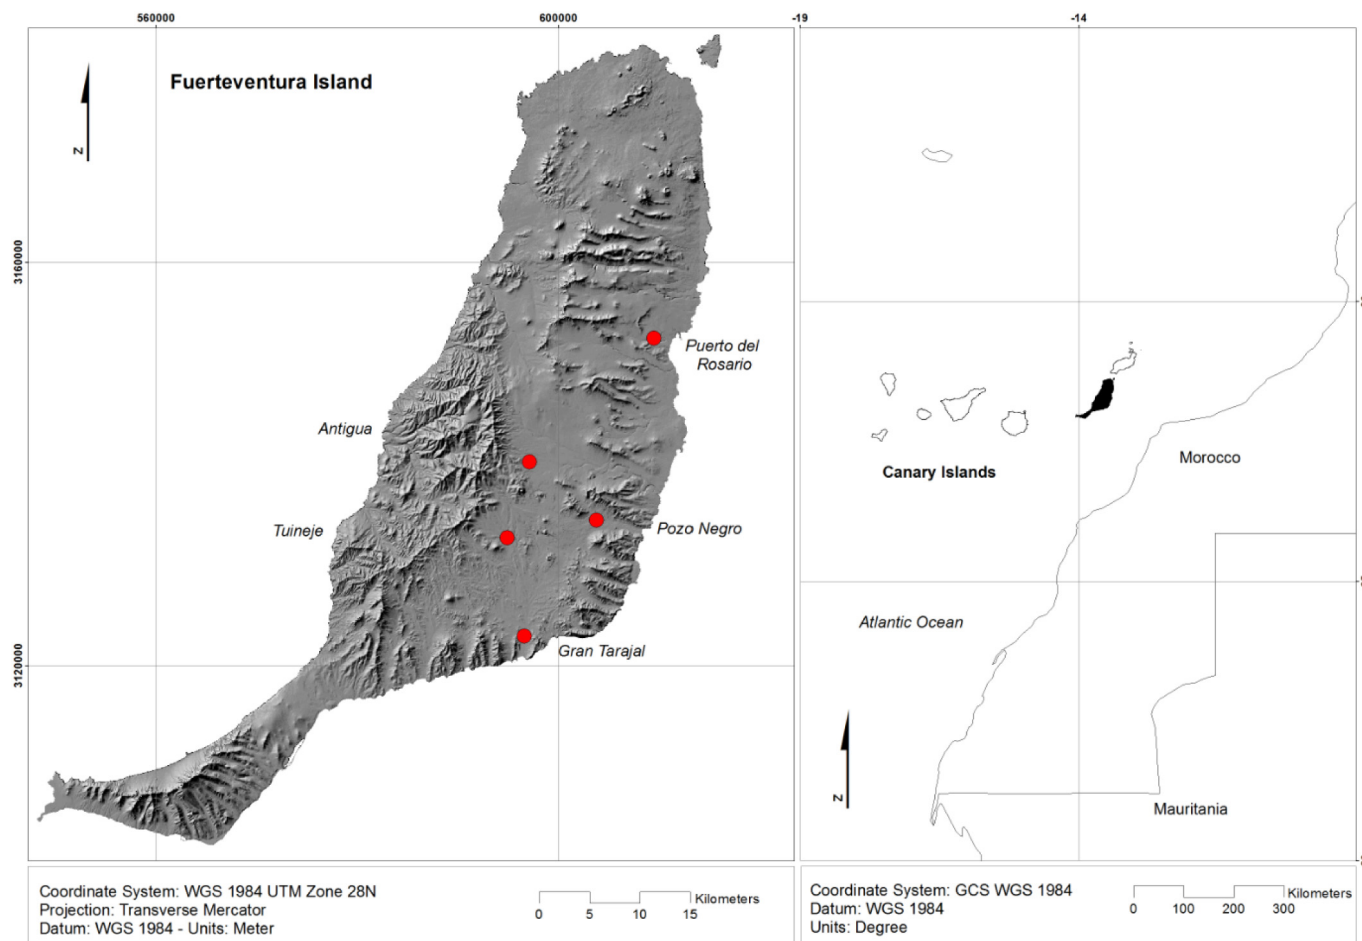 560000
600000
-19
-14
Fuerteventura Island
N
3160000
Puerto del
Rosario
Antigua
Tuineje
Pozo Negro
Gran Tarajal
3120000
Canary Islands
Morocco
Atlantic Ocean
N
Mauritania
Coordinate System: WGS 1984 UTM Zone 28N
Projection: Transverse Mercator
Datum: WGS 1984 - Units: Meter
Kilometers
0 5 10 15
Coordinate System: GCS WGS 1984
Datum: WGS 1984
Units: Degree
Kilometers
0 100 200 300